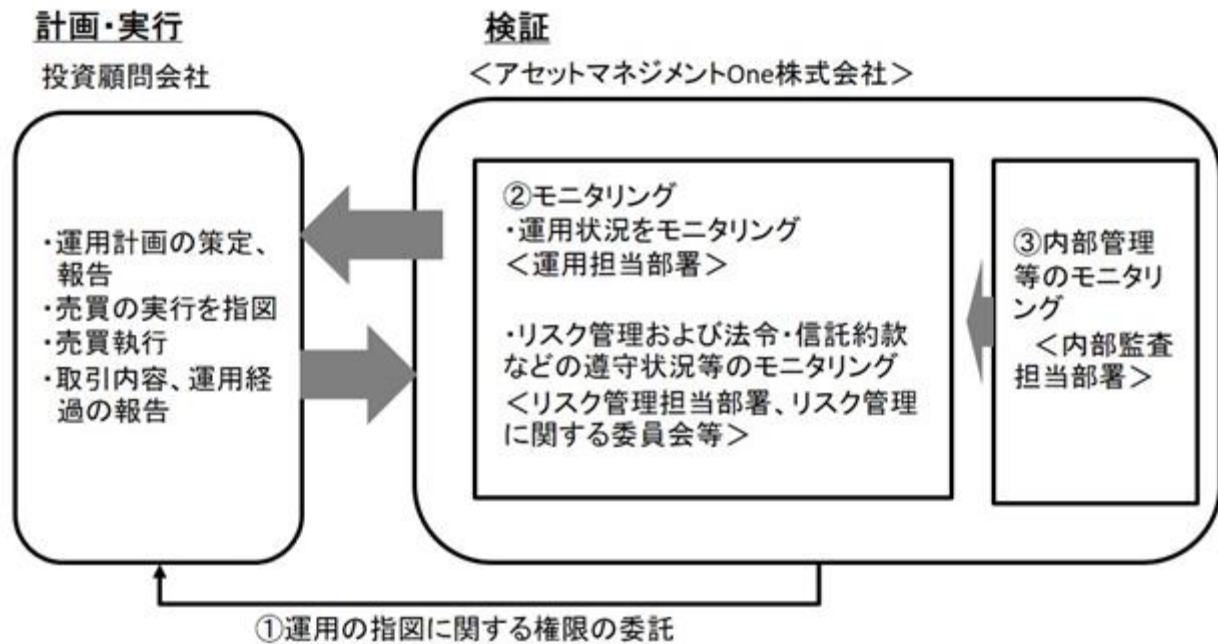 計画・実行
投資顧問会社
・運用計画の策定、
報告
・売買の実行を指図
・売買執行
・取引内容、運用経
過の報告
検証
＜アセットマネジメントOne株式会社＞
②モニタリング
・運用状況をモニタリング
＜運用担当部署＞
・リスク管理および法令・信託約款
などの遵守状況等のモニタリング
＜リスク管理担当部署、リスク管理
に関する委員会等＞
③内部管理
等のモニタリ
ング
＜内部監査
担当部署＞
①運用の指図に関する権限の委託